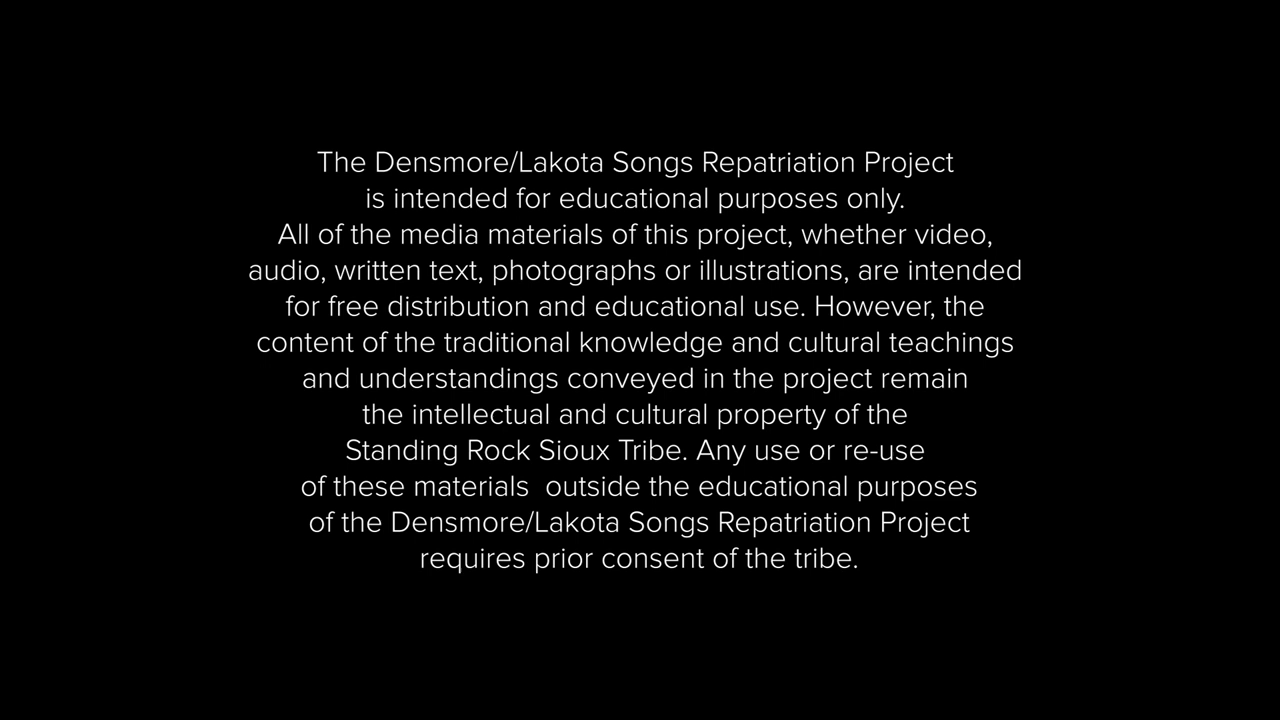 The Densmore/Lakota Songs Repatriation Project
is intended for educational purposes only.
All of the media materials of this project, whether video,
audio, written text, photographs or illustrations, are intended
for free distribution and educational use. However, the
content of the traditional knowledge and cultural teachings
and understandings conveyed in the project remain
the intellectual and cultural property of the
Standing Rock Sioux Tribe. Any use or re-use
of these materials  outside the educational purposes
of the Densmore/Lakota Songs Repatriation Project
requires prior consent of the tribe.